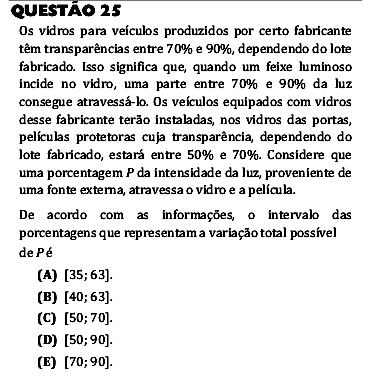 QUESTÃO 25
Os vidros para veículos produzidos por certo fabricante
têm transparências entre 70% e 90%, dependendo do lote
fabricado. Isso significa que, quando um feixe luminoso
incide no vidro, uma parte entre 70% e 90% da luz
consegue atravessá-lo. Os veículos equipados com vidros
desse fabricante terão instaladas, nos vidros das portas,
películas protetoras cuja transparência, dependendo do
lote fabricado, estará entre 50% e 70%. Considere que
uma porcentagem P da intensidade da luz, proveniente de
uma fonte externa, atravessa o vidro e a película.
De acordo com as informações, o intervalo das
porcentagens que representam a variação total possível
de P é
(A) [35; 63].
(B) [40; 63].
(C) [50; 70].
(D) [50; 90].
(E) [70; 90].